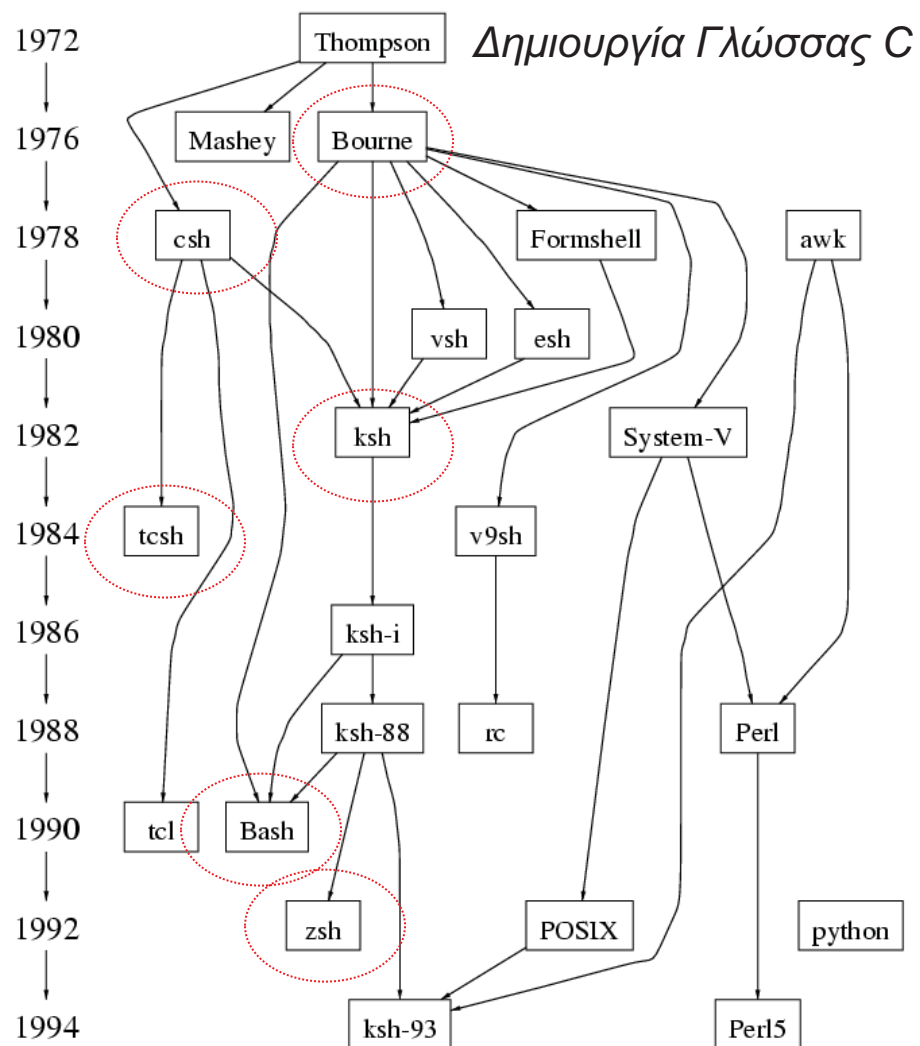 1972
Thompson
Δημιουργία Γλώσσας C
1976
Mashey
Bourne
1978
csh
Formshell
awk
1980
vsh
esh
1982
ksh
System-V
1984
tcsh
v9sh
1986
ksh-i
1988
ksh-88
rc
Perl
1990
tcl
Bash
1992
zsh
POSIX
python
1994
ksh-93
Perl5